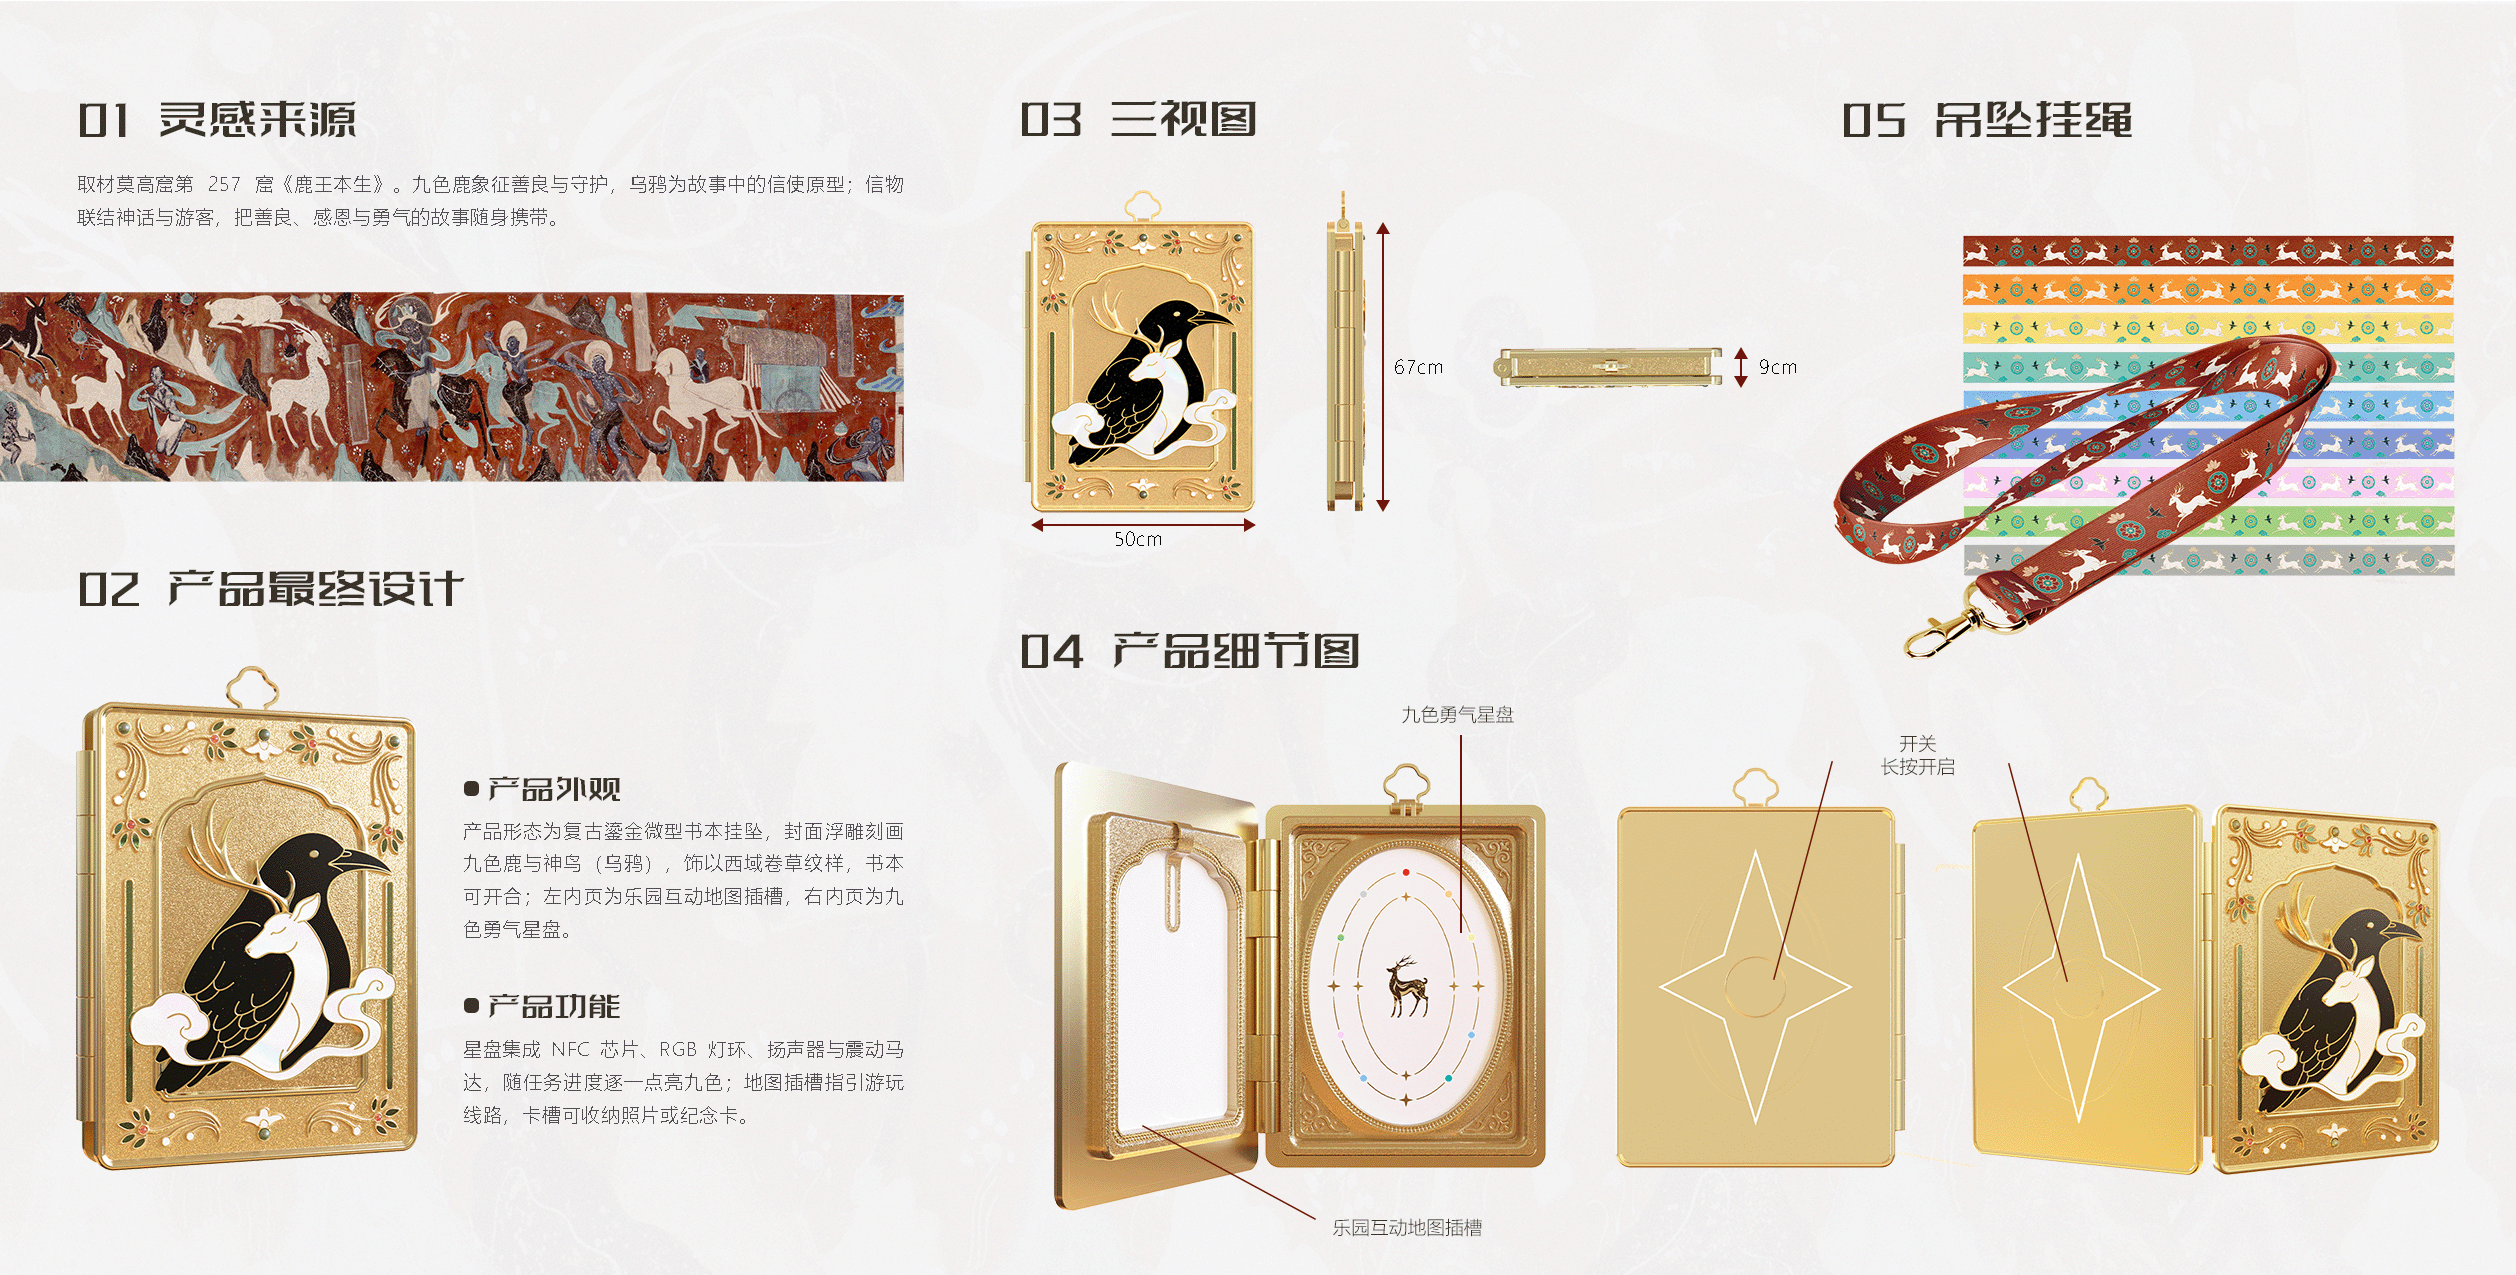 01 灵感来源
取材莫高窟第 257 窟《鹿王本生》。九色鹿象征善良与守护，乌鸦为故事中的信使原型；信物
联结神话与游客，把善良、感恩与勇气的故事随身携带。
02 产品最终设计
产品外观
产品形态为复古鎏金微型书本挂坠，封面浮雕刻画
九色鹿与神鸟（乌鸦），饰以西域卷草纹样，书本
可开合；左内页为乐园互动地图插槽，右内页为九
色勇气星盘。
产品功能
星盘集成 NFC 芯片、RGB 灯环、扬声器与震动马
达，随任务进度逐一点亮九色；地图插槽指引游玩
线路，卡槽可收纳照片或纪念卡。
03 三视图
67cm
9cm
50cm
04 产品细节图
九色勇气星盘
开关
长按开启
乐园互动地图插槽
05 吊坠挂绳